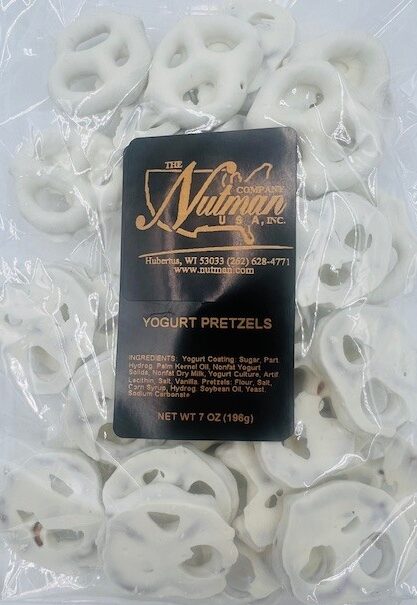 THE
Nutman
COMPANY
USA, INC.
Hubertus, WI 53033 (262) 628-4771
www.nutman.com
YOGURT PRETZELS
INGREDIENTS: Yogurt Coating: Sugar, Part
Hydrog. Palm Kernel Oil, Nonfat Yogurt
Solids, Nonfat Dry Milk, Yogurt Culture, Artif
Lecithin, Salt, Vanilla. Pretzels: Flour, Salt,
Corn Syrup, Hydrog. Soybean Oil, Yeast,
Sodium Carbonate
NET WT 7 OZ (196g)